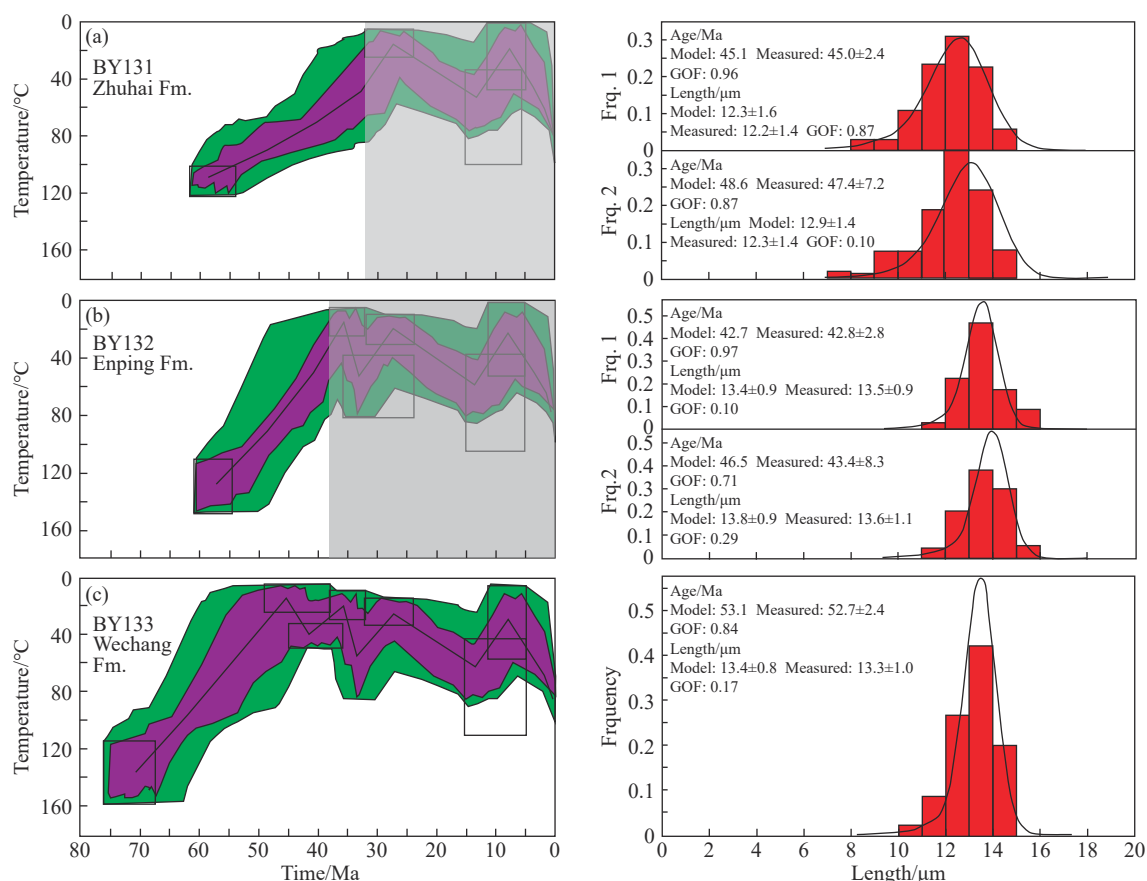 (a)
BY131
Zhuhai Fm.
Temperature/°C
0
40
80
120
160
(b)
BY132
Enping Fm.
Temperature/°C
0
40
80
120
160
(c)
BY133
Wechang
Fm.
Temperature/°C
0
40
80
120
160
80 70 60 50 40 30 20 10 0
Time/Ma
Frq. 1
0.3
0.2
0.1
0
Age/Ma
Model: 45.1 Measured: 45.0±2.4
GOF: 0.96
Length/μm
Model: 12.3±1.6
Measured: 12.2±1.4 GOF: 0.87
Frq. 2
0.3
0.2
0.1
0
Age/Ma
Model: 48.6 Measured: 47.4±7.2
GOF: 0.87
Length/μm Model: 12.9±1.4
Measured: 12.3±1.4 GOF: 0.10
Frq. 1
0.5
0.4
0.3
0.2
0.1
0
Age/Ma
Model: 42.7 Measured: 42.8±2.8
GOF: 0.97
Length/μm
Model: 13.4±0.9 Measured: 13.5±0.9
GOF: 0.10
Frq.2
0.5
0.4
0.3
0.2
0.1
0
Age/Ma
Model: 46.5 Measured: 43.4±8.3
GOF: 0.71
Length/μm
Model: 13.8±0.9 Measured: 13.6±1.1
GOF: 0.29
Frquency
0.5
0.4
0.3
0.2
0.1
0
Age/Ma
Model: 53.1 Measured: 52.7±2.4
GOF: 0.84
Length/μm
Model: 13.4±0.8 Measured: 13.3±1.0
GOF: 0.17
0 2 4 6 8 10 12 14 16 18 20
Length/μm